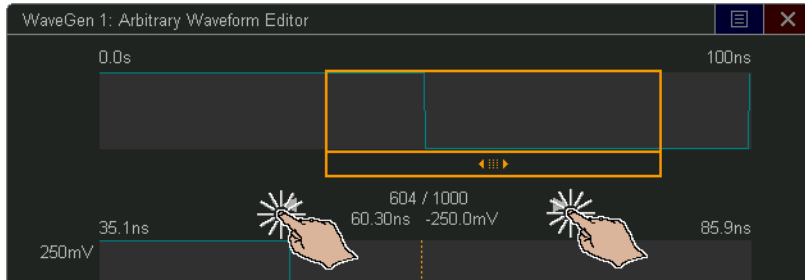 WaveGen 1: Arbitrary Waveform Editor
0.0s 100ns
604 / 1000
60.30ns -250.0mV
35.1ns 85.9ns
250mV